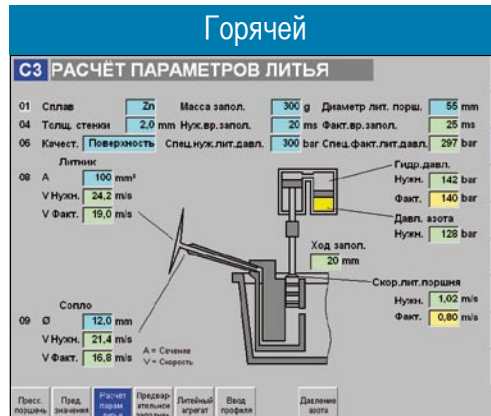 Горячей
C3 РАСЧЁТ ПАРАМЕТРОВ ЛИТЬЯ
01 Сплав Zn Масса запол. 300 g Диаметр лит. порш. 55 mm
04 Толщ. стенки 2,0 mm Нуж.вр.запол. 20 ms Факт.вр.запол. 25 ms
06 Качест. Поверхность Спец.нуж.лит.давл. 300 bar Спец.факт.лит.давл. 297 bar
Литник
08 A 100 mm²
V Нужн. 24,2 m/s
V Факт. 19,0 m/s
Гидр.давл.
Нужн. 142 bar
Факт. 140 bar
Давл. азота
Нужн. 128 bar
Ход запол.
20 mm
Скор.лит.поршня
Нужн. 1,02 m/s
Факт. 0,80 m/s
Сопло
09 Ø 12,0 mm
V Нужн. 21,4 m/s
V Факт. 16,8 m/s
A = Сечение
V = Скорость
Пресс. поршень
Пред. значения
Расчёт парам. литья
Предвар- ательное
Литейный агрегат
Ввод профиля
Давление азота